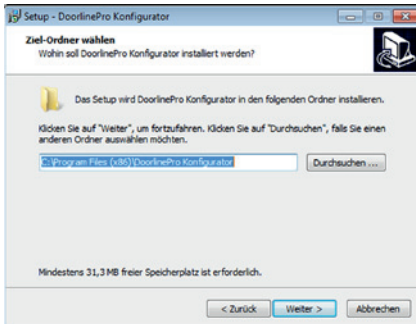 Setup - DoorlinePro Konfigurator
Ziel-Ordner wählen
Wohin soll DoorlinePro Konfigurator installiert werden?
Das Setup wird DoorlinePro Konfigurator in den folgenden Ordner installieren.
Klicken Sie auf "Weiter", um fortzufahren. Klicken Sie auf "Durchsuchen", falls Sie einen
anderen Ordner auswählen möchten.
C:\Program Files (x86)\DoorlinePro Konfigurator
Durchsuchen ...
Mindestens 31,3 MB freier Speicherplatz ist erforderlich.
< Zurück
Weiter >
Abbrechen